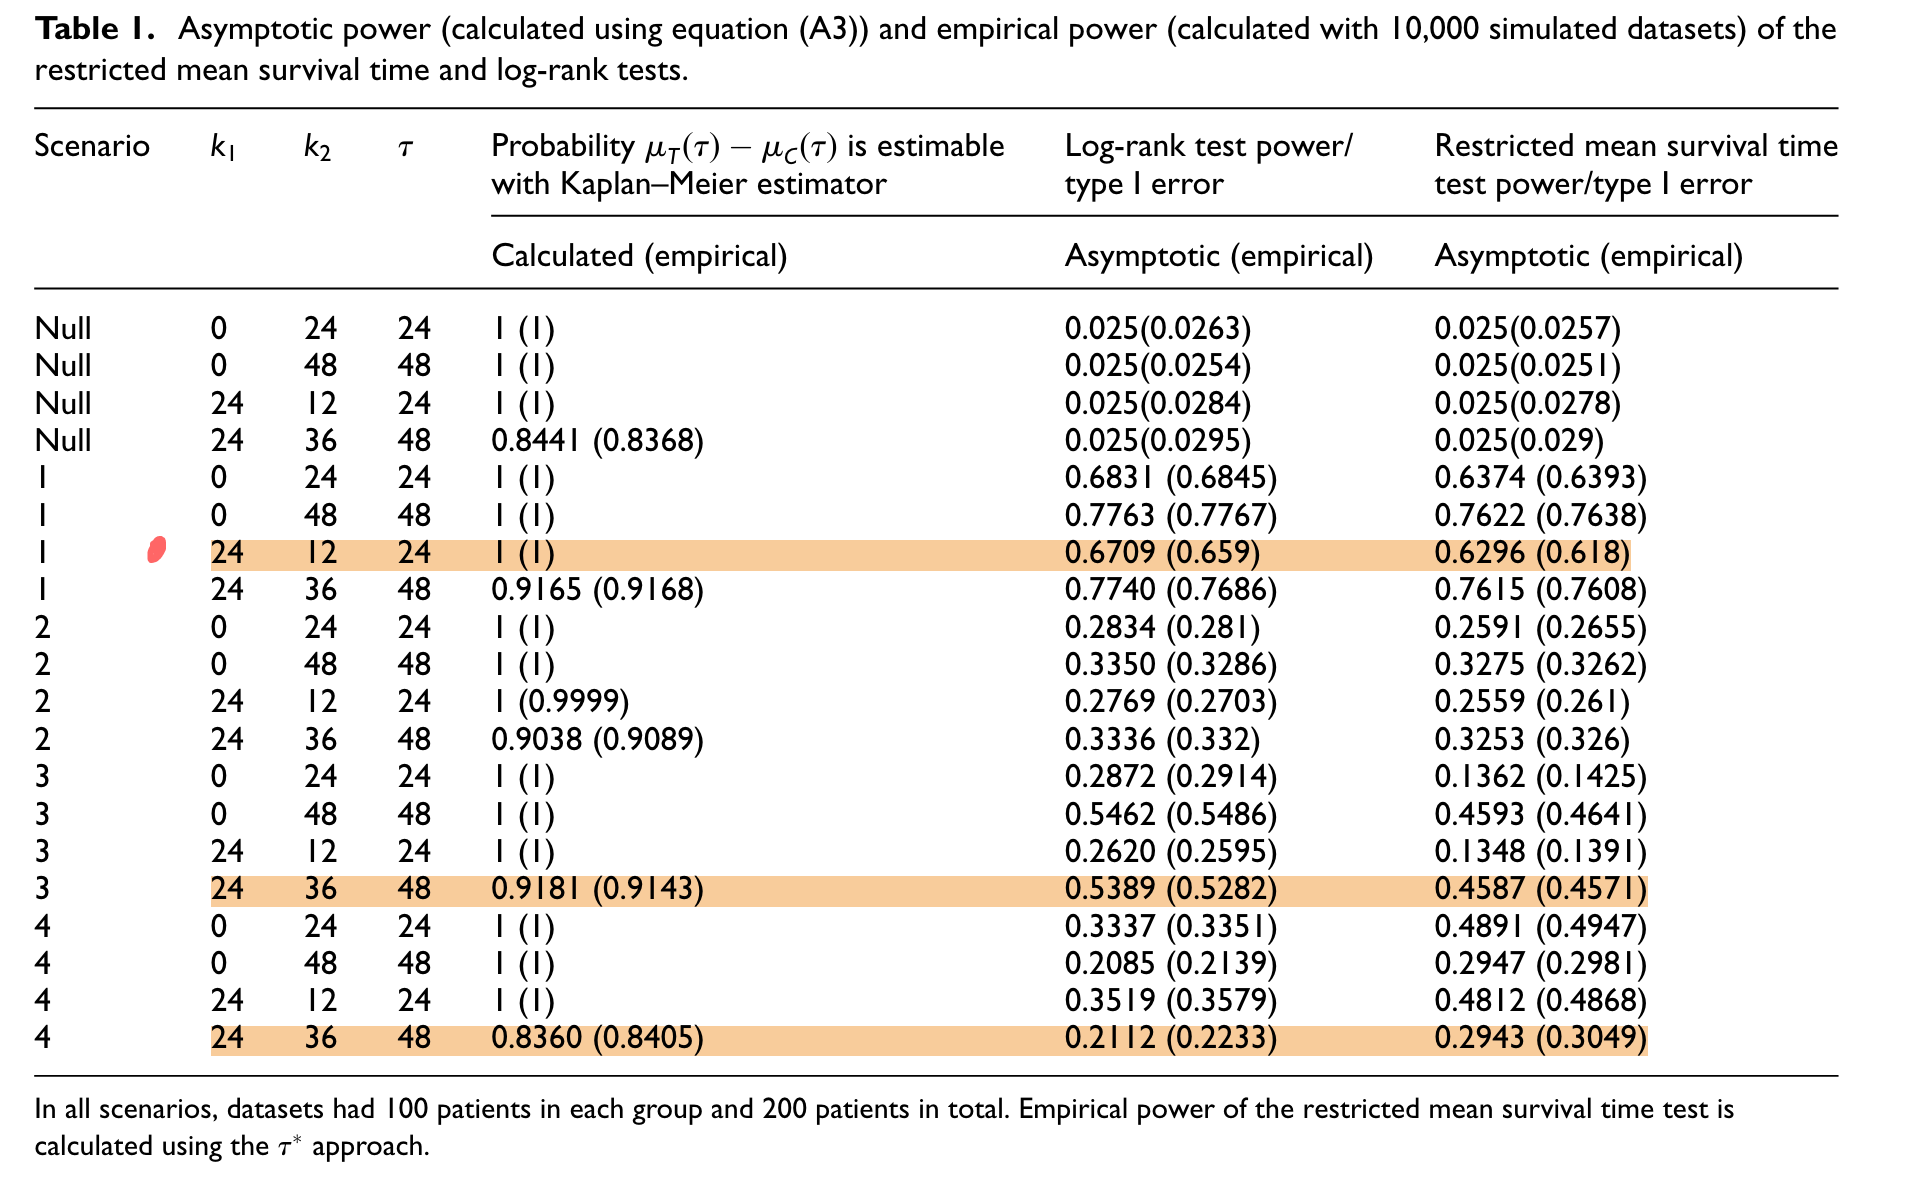 Table 1. Asymptotic power (calculated using equation (A3)) and empirical power (calculated with 10,000 simulated datasets) of the
restricted mean survival time and log-rank tests.
Scenario k₁ k₂ τ Probability μ_T(τ) − μ_C(τ) is estimable Log-rank test power/ Restricted mean survival time
with Kaplan–Meier estimator type I error test power/type I error
Calculated (empirical) Asymptotic (empirical) Asymptotic (empirical)
Null 0 24 24 1 (1) 0.025(0.0263) 0.025(0.0257)
Null 0 48 48 1 (1) 0.025(0.0254) 0.025(0.0251)
Null 24 12 24 1 (1) 0.025(0.0284) 0.025(0.0278)
Null 24 36 48 0.8441 (0.8368) 0.025(0.0295) 0.025(0.029)
1 0 24 24 1 (1) 0.6831 (0.6845) 0.6374 (0.6393)
1 0 48 48 1 (1) 0.7763 (0.7767) 0.7622 (0.7638)
1 24 12 24 1 (1) 0.6709 (0.659) 0.6296 (0.618)
1 24 36 48 0.9165 (0.9168) 0.7740 (0.7686) 0.7615 (0.7608)
2 0 24 24 1 (1) 0.2834 (0.281) 0.2591 (0.2655)
2 0 48 48 1 (1) 0.3350 (0.3286) 0.3275 (0.3262)
2 24 12 24 1 (0.9999) 0.2769 (0.2703) 0.2559 (0.261)
2 24 36 48 0.9038 (0.9089) 0.3336 (0.332) 0.3253 (0.326)
3 0 24 24 1 (1) 0.2872 (0.2914) 0.1362 (0.1425)
3 0 48 48 1 (1) 0.5462 (0.5486) 0.4593 (0.4641)
3 24 12 24 1 (1) 0.2620 (0.2595) 0.1348 (0.1391)
3 24 36 48 0.9181 (0.9143) 0.5389 (0.5282) 0.4587 (0.4571)
4 0 24 24 1 (1) 0.3337 (0.3351) 0.4891 (0.4947)
4 0 48 48 1 (1) 0.2085 (0.2139) 0.2947 (0.2981)
4 24 12 24 1 (1) 0.3519 (0.3579) 0.4812 (0.4868)
4 24 36 48 0.8360 (0.8405) 0.2112 (0.2233) 0.2943 (0.3049)
In all scenarios, datasets had 100 patients in each group and 200 patients in total. Empirical power of the restricted mean survival time test is
calculated using the τ* approach.